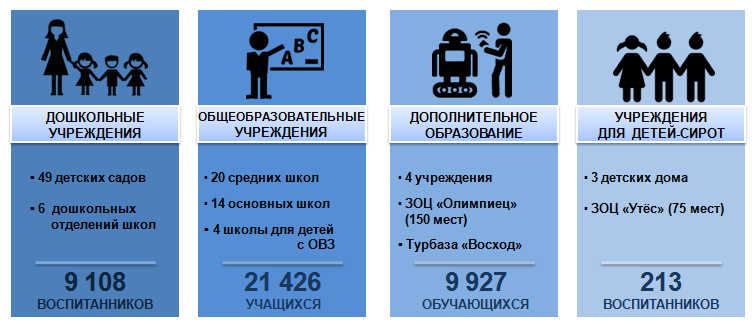 A B C
ДОШКОЛЬНЫЕ
УЧРЕЖДЕНИЯ
▪ 49 детских садов
▪ 6 дошкольных
отделений школ
9 108
ВОСПИТАННИКОВ
ОБЩЕОБРАЗОВАТЕЛЬНЫЕ
УЧРЕЖДЕНИЯ
▪ 20 средних школ
▪ 14 основных школ
▪ 4 школы для детей
с ОВЗ
21 426
УЧАЩИХСЯ
ДОПОЛНИТЕЛЬНОЕ
ОБРАЗОВАНИЕ
▪ 4 учреждения
▪ ЗОЦ «Олимпиец»
(150 мест)
▪ Турбаза «Восход»
9 927
ОБУЧАЮЩИХСЯ
УЧРЕЖДЕНИЯ
ДЛЯ ДЕТЕЙ-СИРОТ
▪ 3 детских дома
▪ ЗОЦ «Утёс» (75 мест)
213
ВОСПИТАННИКОВ